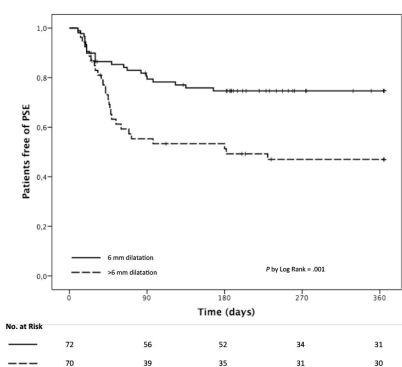 1,0
0,8
0,6
0,4
0,2
0,0
Patients free of PSE
6 mm dilatation
>6 mm dilatation
P by Log Rank = .001
0 90 180 270 360
Time (days)
No. at Risk
72 56 52 34 31
70 39 35 31 30